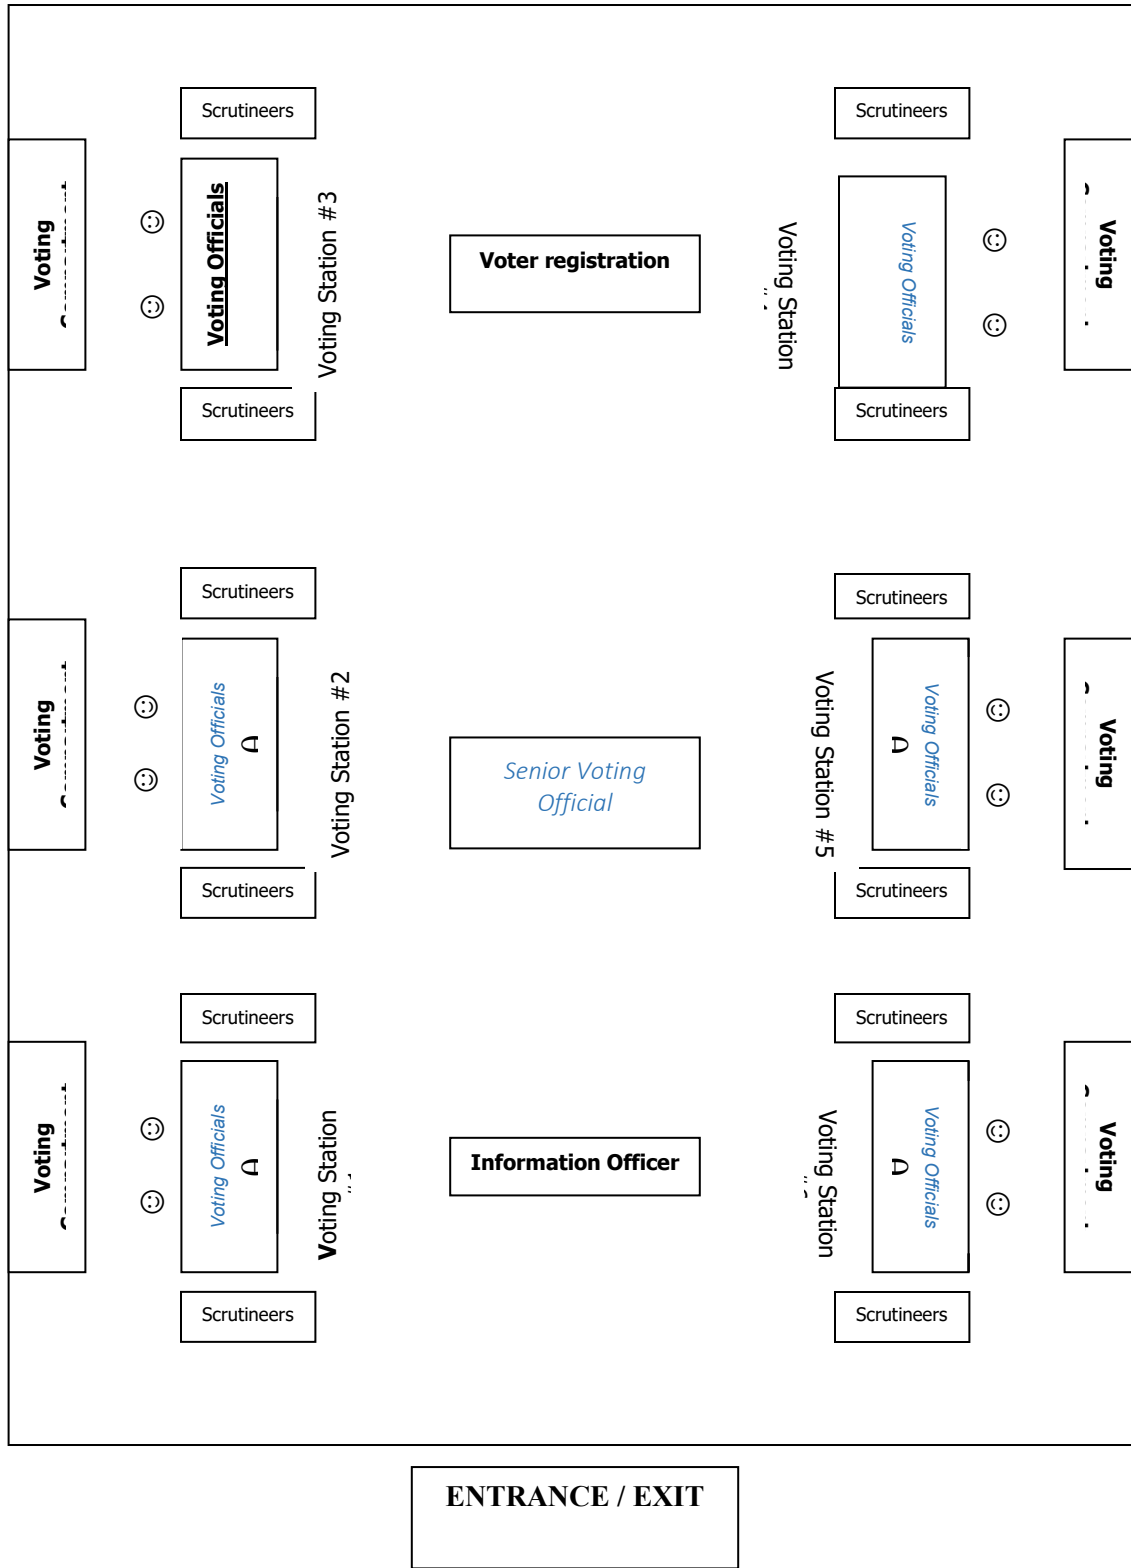 Scrutineers
Scrutineers
Voting
Voting Officials
Voting Station #3
Voter registration
Voting Station
Voting Officials
Voting
Scrutineers
Scrutineers
Scrutineers
Scrutineers
Voting
Voting Officials
Voting Station #2
Senior Voting
Official
Voting Station #5
Voting Officials
Voting
Scrutineers
Scrutineers
Scrutineers
Scrutineers
Voting
Voting Officials
Voting Station
Information Officer
Voting Station
Voting Officials
Voting
Scrutineers
Scrutineers
ENTRANCE / EXIT